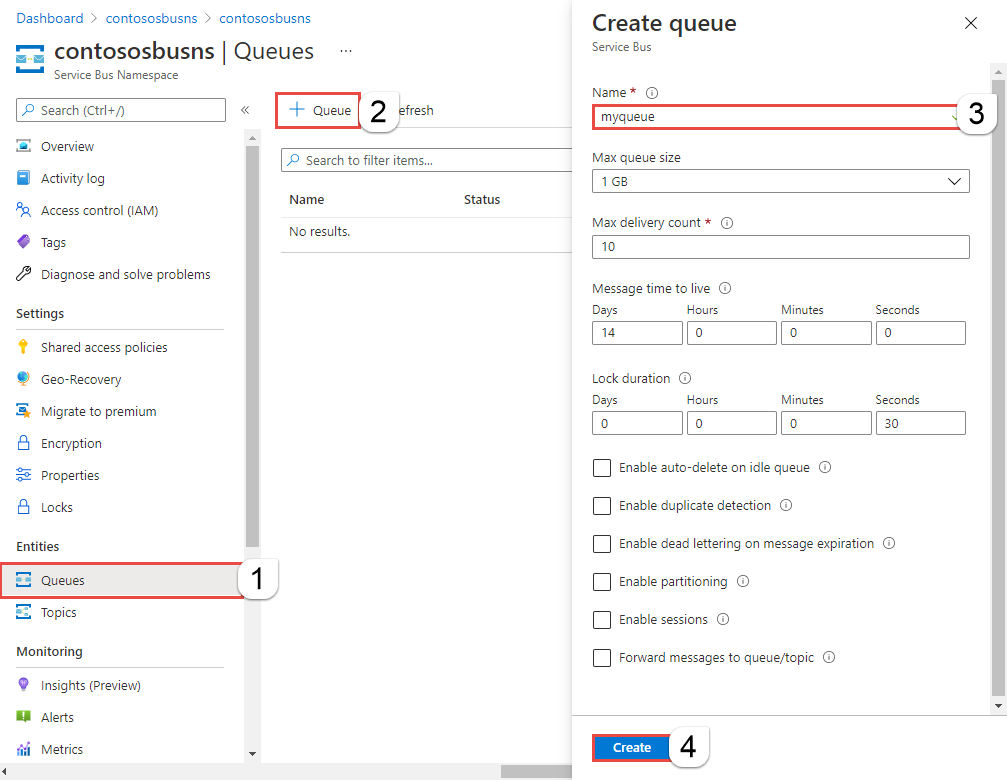 Dashboard > contososbusns > contososbusns
contososbusns | Queues ...
Service Bus Namespace
Search (Ctrl+/)
«
Overview
Activity log
Access control (IAM)
Tags
Diagnose and solve problems
Settings
Shared access policies
Geo-Recovery
Migrate to premium
Encryption
Properties
Locks
Entities
Queues
1
Topics
Monitoring
Insights (Preview)
Alerts
Metrics
+ Queue
2
efresh
Search to filter items...
Name Status
No results.
Create queue
Service Bus
Name *
myqueue
3
Max queue size
1 GB
Max delivery count *
10
Message time to live
Days Hours Minutes Seconds
14 0 0 0
Lock duration
Days Hours Minutes Seconds
0 0 0 30
Enable auto-delete on idle queue
Enable duplicate detection
Enable dead lettering on message expiration
Enable partitioning
Enable sessions
Forward messages to queue/topic
Create
4